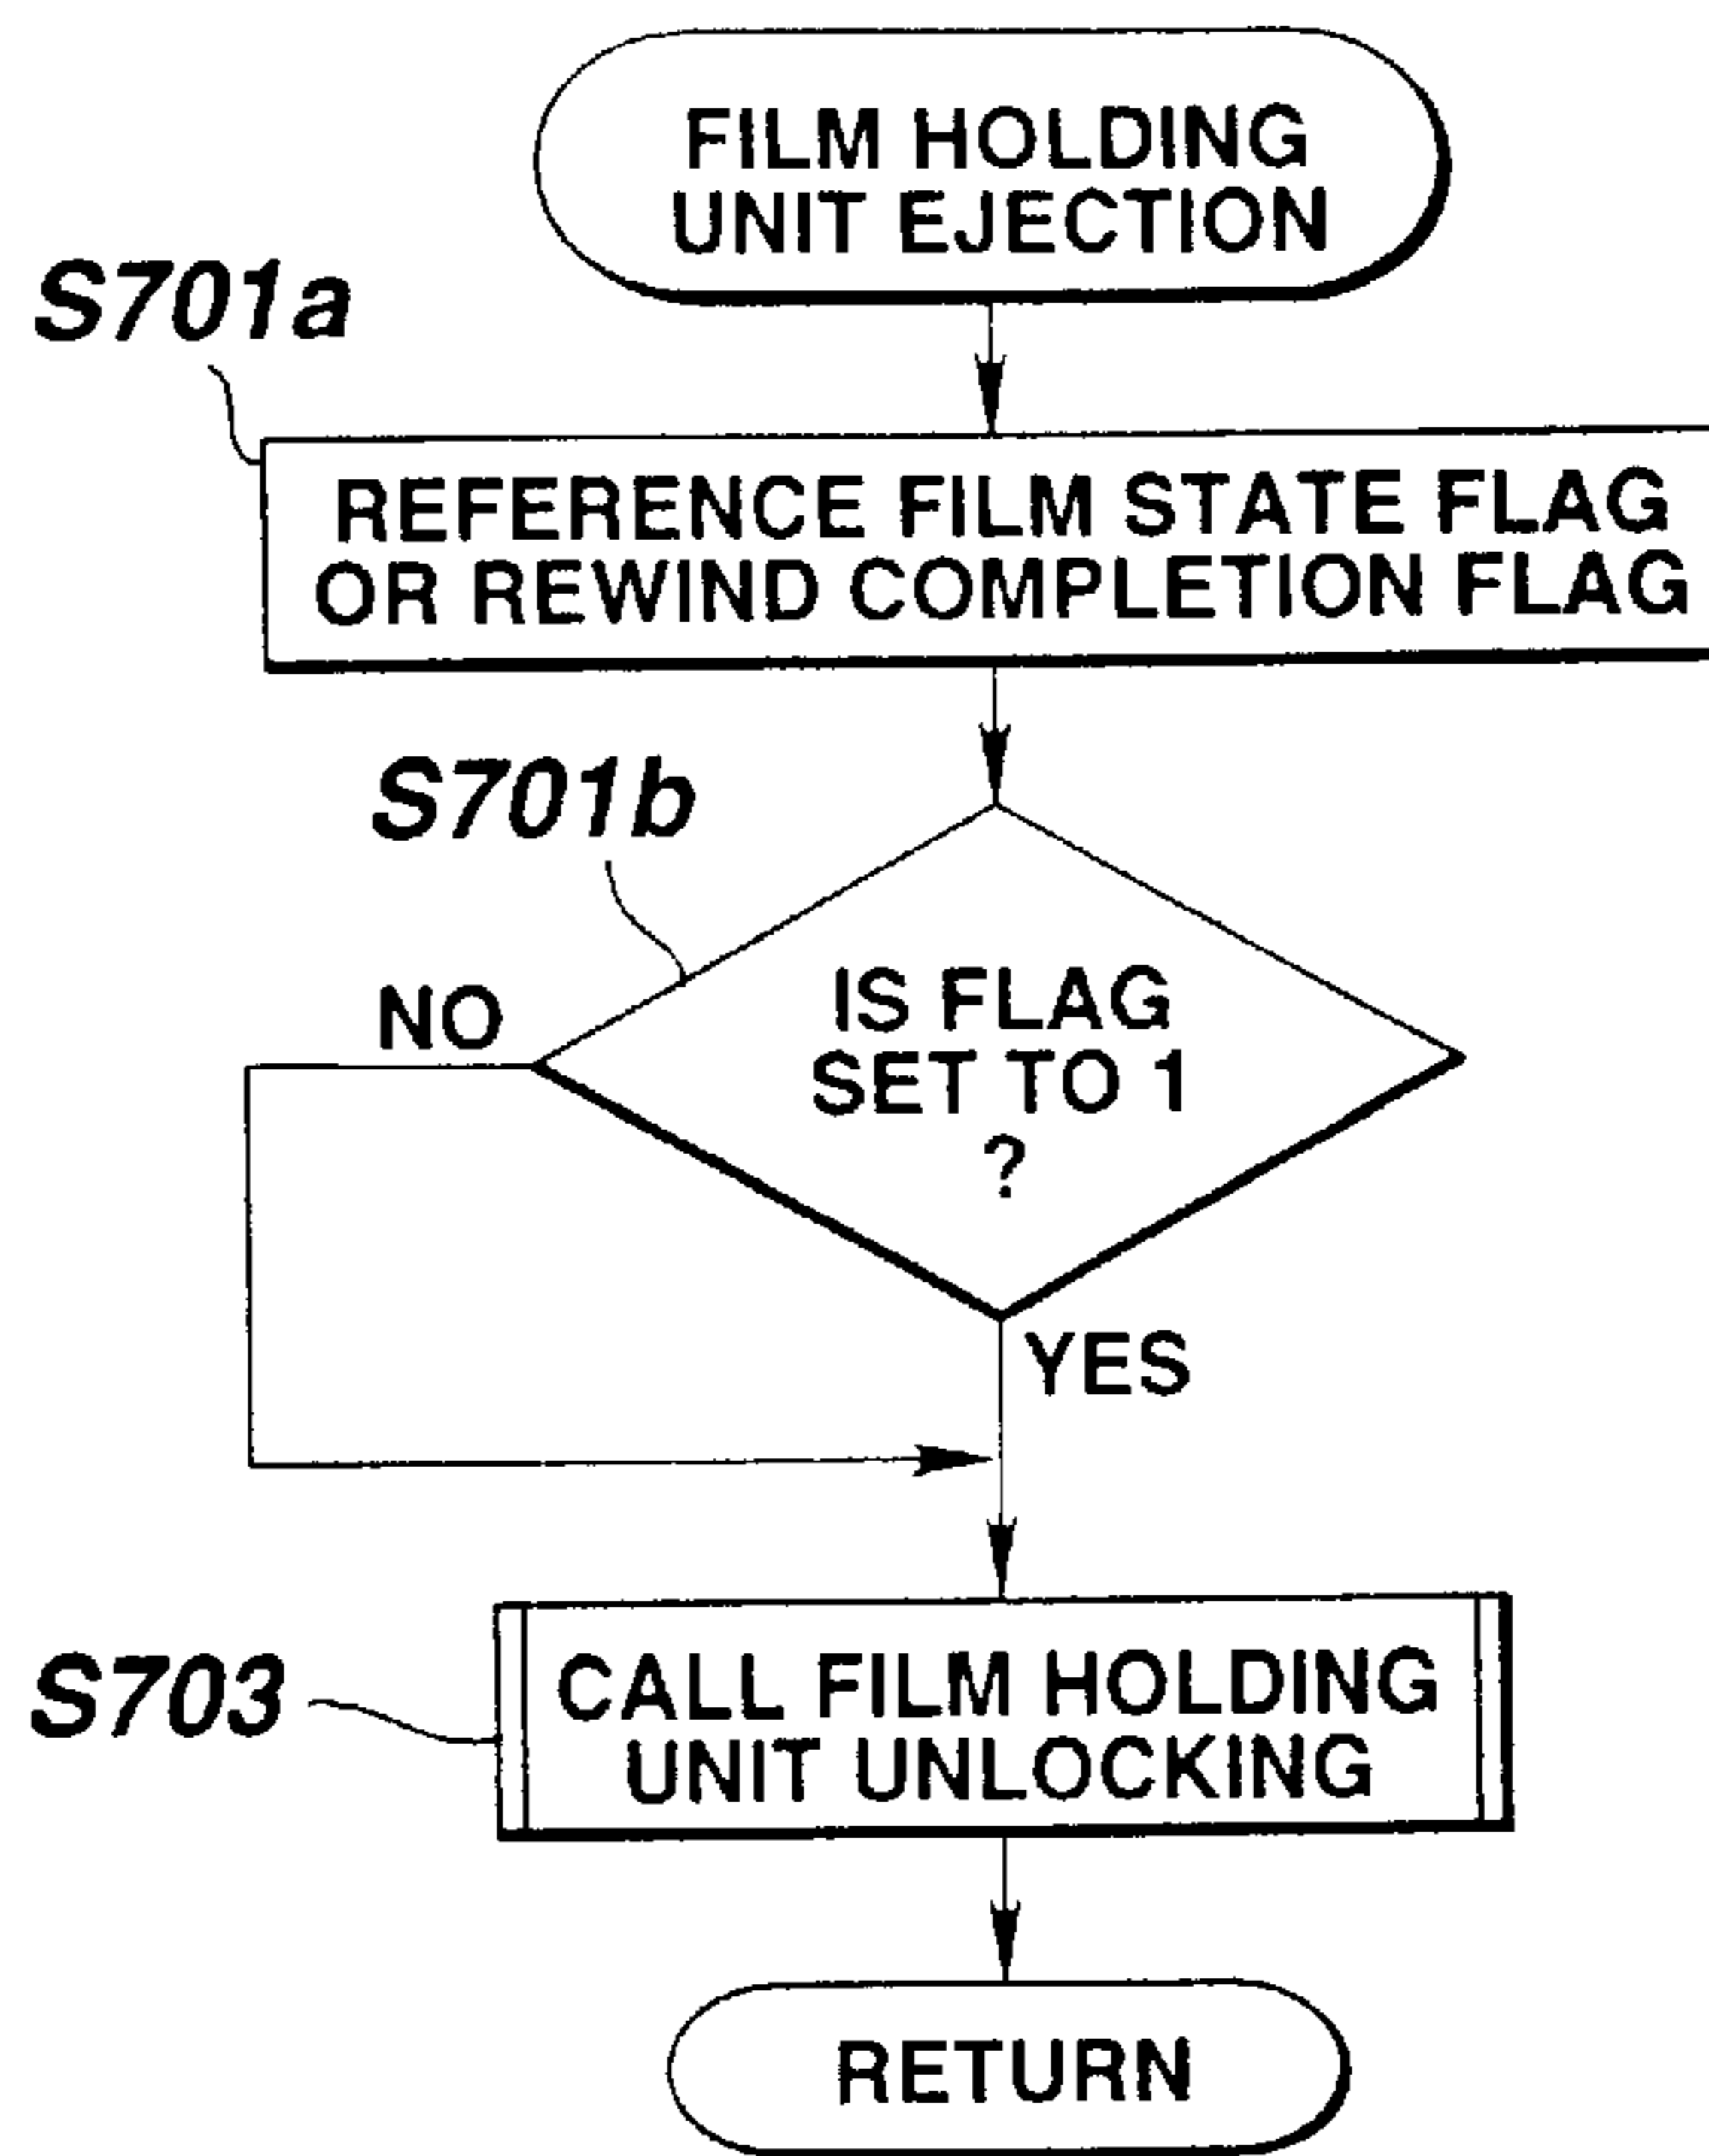 FILM HOLDING
UNIT EJECTION
S701a
REFERENCE FILM STATE FLAG
OR REWIND COMPLETION FLAG
S701b
IS FLAG
SET TO 1
?
NO
YES
S703
CALL FILM HOLDING
UNIT UNLOCKING
RETURN